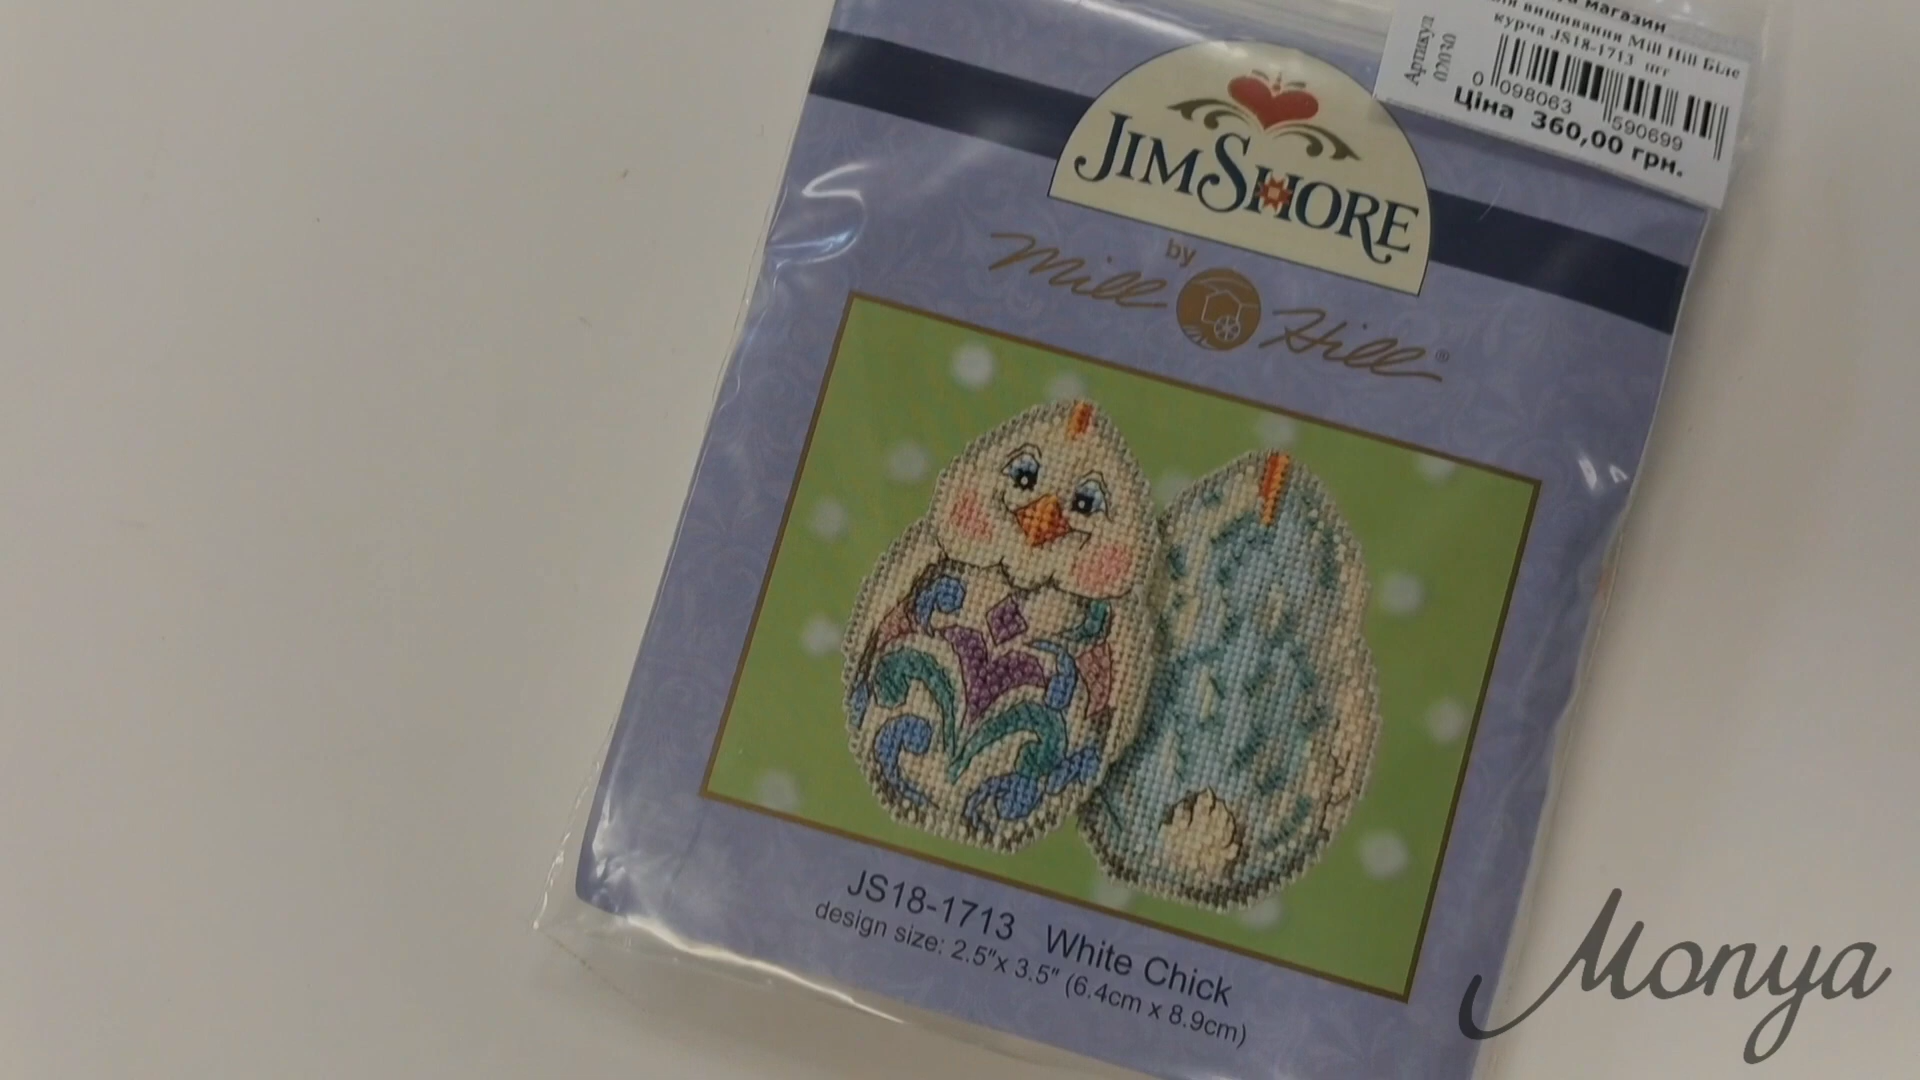 магазин
вишивання Mill Hill Біле
курча JS18-1713 шт
Артикул
02030
0 098063 590699
Ціна 360,00 грн.
JIM SHORE
by
Mill Hill®
JS18-1713 White Chick
design size: 2.5"x 3.5" (6.4cm x 8.9cm)
Monya